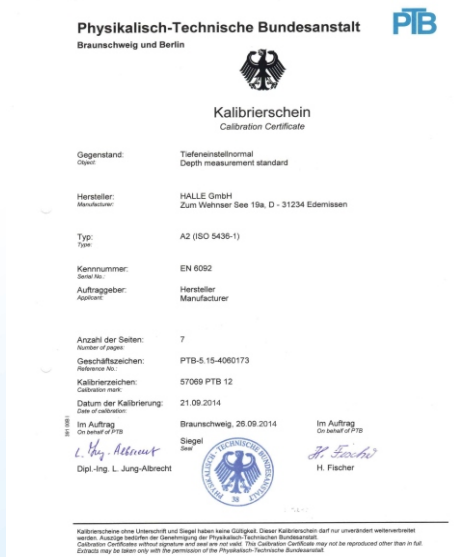 Physikalisch-Technische Bundesanstalt
Braunschweig und Berlin
PTB
Kalibrierschein
Calibration Certificate
Gegenstand: Tiefeneinstellnormal
Object: Depth measurement standard
Hersteller: HALLE GmbH
Manufacturer: Zum Wehnser See 19a, D - 31234 Edemissen
Typ: A2 (ISO 5436-1)
Type:
Kennnummer: EN 6092
Serial No.:
Auftraggeber: Hersteller
Applicant: Manufacturer
Anzahl der Seiten: 7
Number of pages:
Geschäftszeichen: PTB-5.15-4060173
Reference No.:
Kalibrierzeichen: 57069 PTB 12
Calibration mark:
Datum der Kalibrierung: 21.09.2014
Date of calibration:
Im Auftrag Braunschweig, 26.09.2014 Im Auftrag
On behalf of PTB Siegel On behalf of PTB
Seal
L. Jung-Albrecht H. Fischer
PHYSIKALISCH-TECHNISCHE BUNDESANSTALT
38
Dipl.-Ing. L. Jung-Albrecht H. Fischer
Kalibrierscheine ohne Unterschrift und Siegel haben keine Gültigkeit. Dieser Kalibrierschein darf nur unverändert weiterverbreitet
werden. Auszüge bedürfen der Genehmigung der Physikalisch-Technischen Bundesanstalt.
Calibration Certificates without signature and seal are not valid. This Calibration Certificate may not be reproduced other than in full.
Extracts may be taken only with the permission of the Physikalisch-Technische Bundesanstalt.